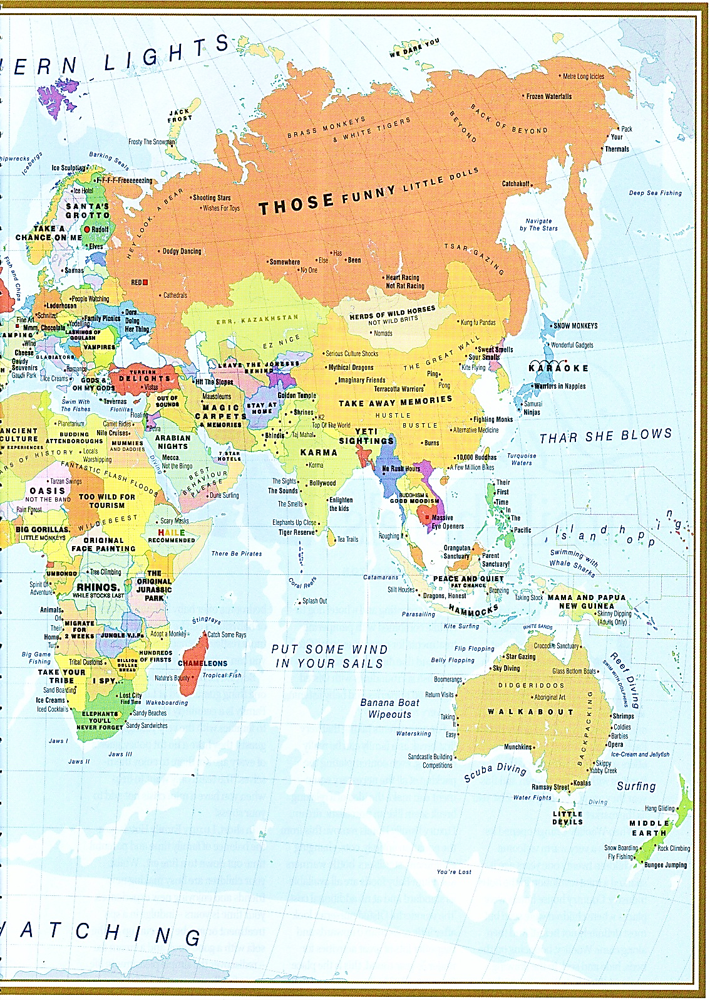 ERN LIGHTS
WE DARE YOU
Metre Long Icicles
Frozen Waterfalls
JACK
FROST
Frosty The Snowman
BRASS MONKEYS
& WHITE TIGERS
BACK OF BEYOND
BEYOND
Pack
Your
Thermals
hipwrecks
Icebergs
Barking Seals
Ice Sculpting
F-F-F-F-Freeeeeezing
Ice Hotel
Catchakoff
Deep Sea Fishing
SANTA'S
GROTTO
HEY LOOK, A BEAR
Shooting Stars
Wishes For Toys
THOSE FUNNY LITTLE DOLLS
Navigate
by The Stars
TAKE A
CHANCE ON ME
Rudolf
Elves
Dodgy Dancing
Saunas
Fish and Chips
Somewhere
Has
Else
Been
No One
TSAR GAZING
RED
Heart Racing
Not Rat Racing
Cathedrals
People Watching
Lederhosen
Schnitzel
Family Picnics
Dora
Doing
Her Thing
Fine Art
Mmm, Chocolate
Yodelling
AMPING
LASHINGS OF
GOULASH
VAMPIRES
Wine
Cheese
GLADIATORS
Gaudy
Souvenirs
Gaudi Park
Romance
Ice Creams
GODS &
OH MY GODS
TURKISH
DELIGHTS
Vistas
Swim With
The Fishes
Tavernas
Flotillas
ERR, KAZAKHSTAN
EZ NICE
HERDS OF WILD HORSES
NOT WILD BRITS
Nomads
Kung fu Pandas
SNOW MONKEYS
Wonderful Gadgets
KARAOKE
Warriors in Nappies
Samurai
Ninjas
Serious Culture Shocks
THE GREAT WALL
Sweet Smells
Sour Smells
Kite Flying
Mythical Dragons
Imaginary Friends
Terracotta Warriors
Ping
Pong
LEAVE THE JONESES
BEHIND
Hit The Slopes
Mausoleums
MAGIC
CARPETS
& MEMORIES
STAY AT
HOME
Golden Temple
Shrines
K2
Top Of The World
TAKE AWAY MEMORIES
HUSTLE
BUSTLE
Fighting Monks
Alternative Medicine
OUT OF
BOUNDS
Floating
Petra
Planetarium
Camel Rides
Nile Cruises
ANCIENT
CULTURE
W EXPERIENCES
BUDDING
ATTENBOROUGHS
MUMMIES
AND DADDIES
ARABIAN
NIGHTS
RS OF HISTORY
Locals
Worshipping
Diving
Mecca
Not the Bingo
7 STAR
HOTELS
BEST
BEHAVIOUR
PLEASE
Dune Surfing
Bhindis
Taj Mahal
KARMA
Korma
YETI
SIGHTINGS
Burns
10,000 Buddhas
A Few Million Bikes
THAR SHE BLOWS
Turquoise
Waters
FANTASTIC FLASH FLOODS
Tarzan Swings
OASIS
NOT THE BAND
TOO WILD FOR
TOURISM
Rain Forest
WILDEBEEST
BIG GORILLAS.
LITTLE MONKEYS
Scary Masks
HAILE
RECOMMENDED
The Sights
The Sounds
Bollywood
The Smells
Enlighten
the kids
Elephants Up Close
Tiger Reserve
Tea Trails
No Rush Hours
BUDDHISM &
GOOD MOODISM
Massive
Eye Openers
Roughing It
Their
First
Time
In
The
Pacific
Island hopping
Swimming with
Whale Sharks
ORIGINAL
FACE PAINTING
There Be Pirates
Coral Reefs
Splash Out
UMBONGO
Tree Climbing
Spirit Of
Adventure
RHINOS.
WHILE STOCKS LAST
THE
ORIGINAL
JURASSIC
PARK
Orangutan
Sanctuary
Parent
Sanctuary!
Catamarans
PEACE AND QUIET
FAT CHANCE
Stilt Houses
Dragons, Honest
Bronzing
Taking Stock
MAMA AND PAPUA
NEW GUINEA
Skinny Dipping
(Adults Only)
Parasailing
HAMMOCKS
Kite Surfing
WHITE SANDS
Animals
On
Their
Home
Turf
MIGRATE
FOR
2 WEEKS
JUNGLE V.I.Ps
Adopt a Monkey
Stingrays
Catch Some Rays
Big Game
Fishing
Tribal Customs
BILLION
DOLLAR
BREAD
HUNDREDS
OF FIRSTS
CHAMELEONS
Nature's Bounty
Tropical Fish
PUT SOME WIND
IN YOUR SAILS
Flip Flopping
Belly Flopping
Star Gazing
Sky Diving
Crocodile Sanctuary
Glass Bottom Boats
Reef Diving
SWIM WITH DOLPHINS
TAKE YOUR
TRIBE
I SPY...
Sand Boarding
Ice Creams
Iced Cocktails
Lost City
Find Time
Wakeboarding
ELEPHANTS
YOU'LL
NEVER FORGET
Sandy Beaches
Sandy Sandwiches
Jaws I
Jaws II
Jaws III
Boomerangs
Return Visits
Banana Boat
Wipeouts
Waterskiing
Taking
It
Easy
DIDGERIDOOS
Aboriginal Art
WALKABOUT
BACKPACKING
Shrimps
Coldies
Barbies
Opera
Ice-Cream and Jellyfish
Munchkins
Sandcastle Building
Competitions
Scuba Diving
Skippy
Yabby Creek
Ramsay Street
Koalas
Surfing
Water Fights
Diving
LITTLE
DEVILS
Hang Gliding
MIDDLE
EARTH
Snow Boarding
Fly Fishing
Rock Climbing
Bungee Jumping
You're Lost
ATCHING